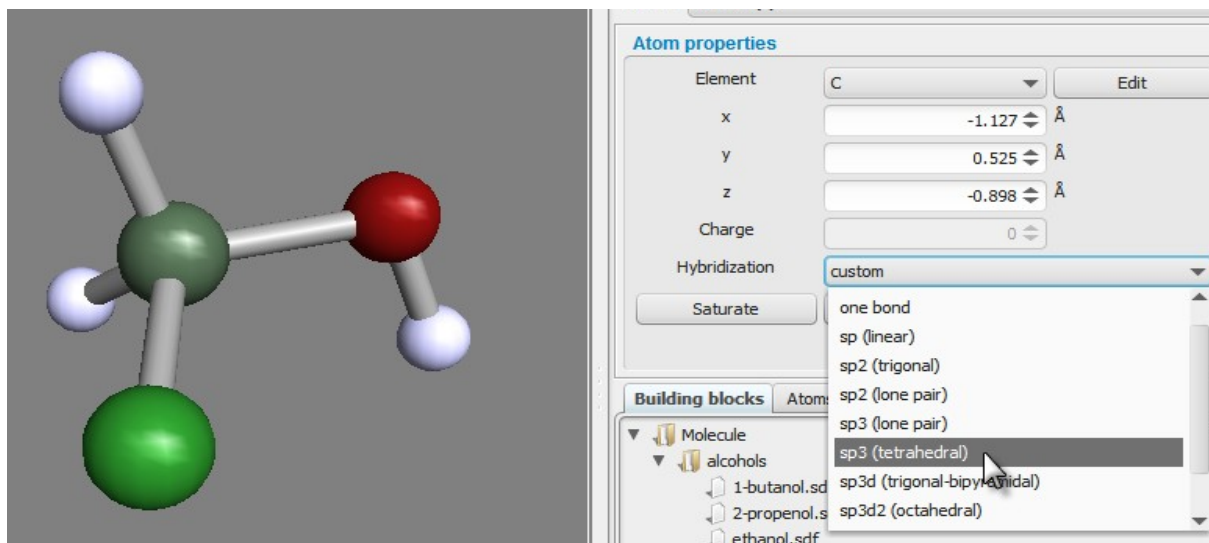 Atom properties
Element C Edit
x -1.127 Å
y 0.525 Å
z -0.898 Å
Charge 0
Hybridization custom
Saturate
one bond
sp (linear)
sp2 (trigonal)
sp2 (lone pair)
sp3 (lone pair)
sp3 (tetrahedral)
sp3d (trigonal-bipyramidal)
sp3d2 (octahedral)
Building blocks Atoms
Molecule
alcohols
1-butanol.sd
2-propenol.s
ethanol.sdf